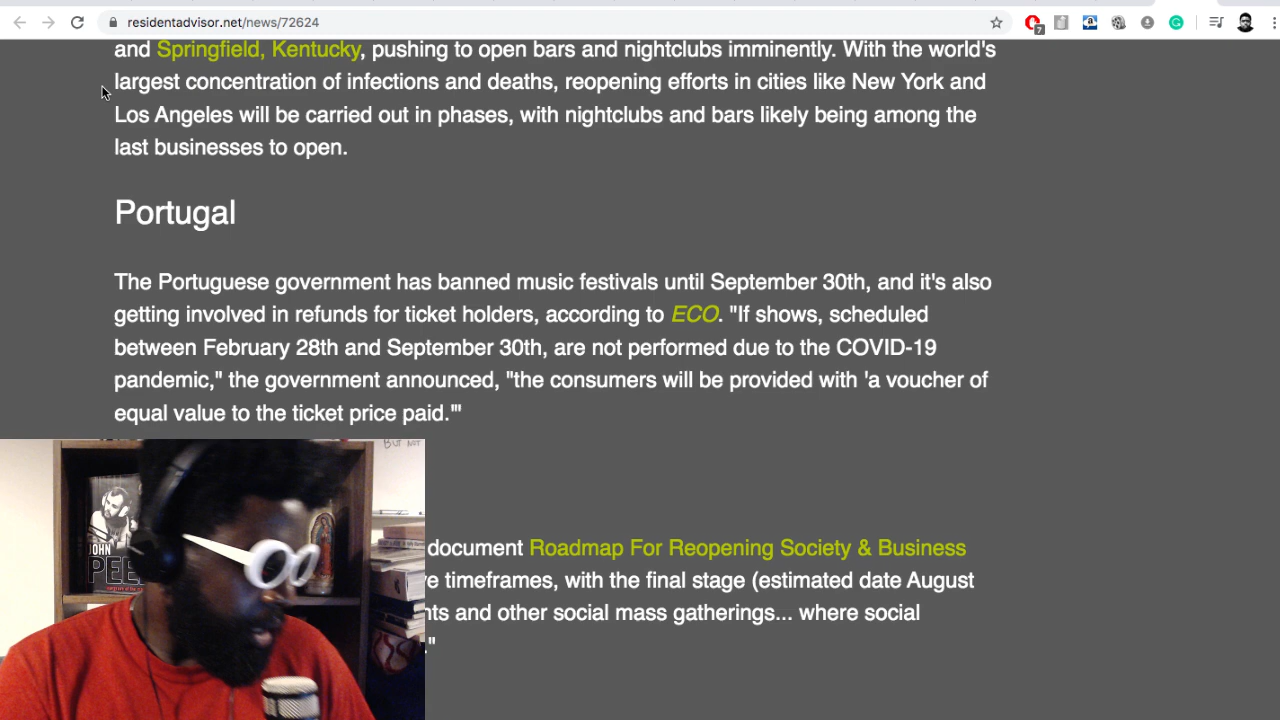 residentadvisor.net/news/72624
7
and Springfield, Kentucky, pushing to open bars and nightclubs imminently. With the world's
largest concentration of infections and deaths, reopening efforts in cities like New York and
Los Angeles will be carried out in phases, with nightclubs and bars likely being among the
last businesses to open.
Portugal
The Portuguese government has banned music festivals until September 30th, and it's also
getting involved in refunds for ticket holders, according to ECO. "If shows, scheduled
between February 28th and September 30th, are not performed due to the COVID-19
pandemic," the government announced, "the consumers will be provided with 'a voucher of
equal value to the ticket price paid.'"
BUT NOT
JOHN
PEE
document Roadmap For Reopening Society & Business
timeframes, with the final stage (estimated date August
nts and other social mass gatherings... where social
."